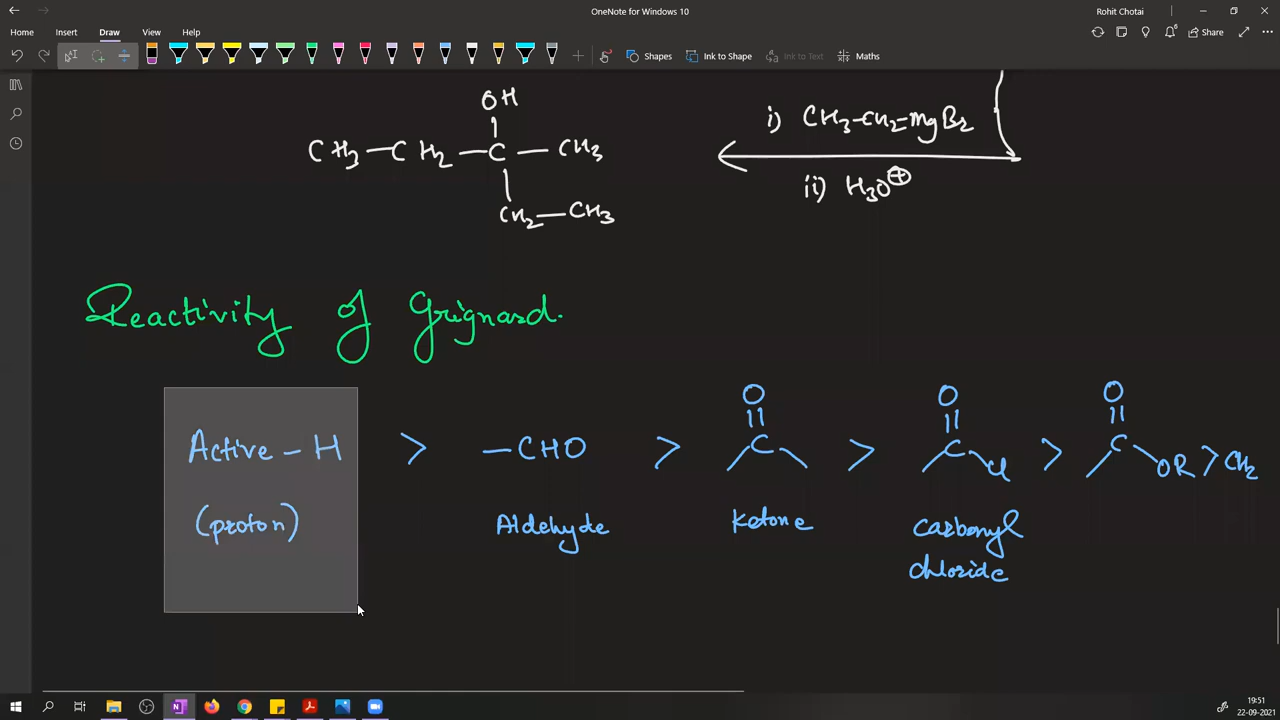 OneNote for Windows 10
Rohit Chotai
Home Insert Draw View Help
Share
Shapes Ink to Shape Ink to Text Maths
OH
CH3—CH2—C—CH3
CH2—CH3
i) CH3-CH2-MgBr
ii) H3O⊕
Reactivity of Grignard.
O O O
||
|| ||
Active-H > -CHO > C > C Cl > C OR > CH2
(proton) Aldehyde Ketone carbonyl
chloride
19:51
22-09-2021